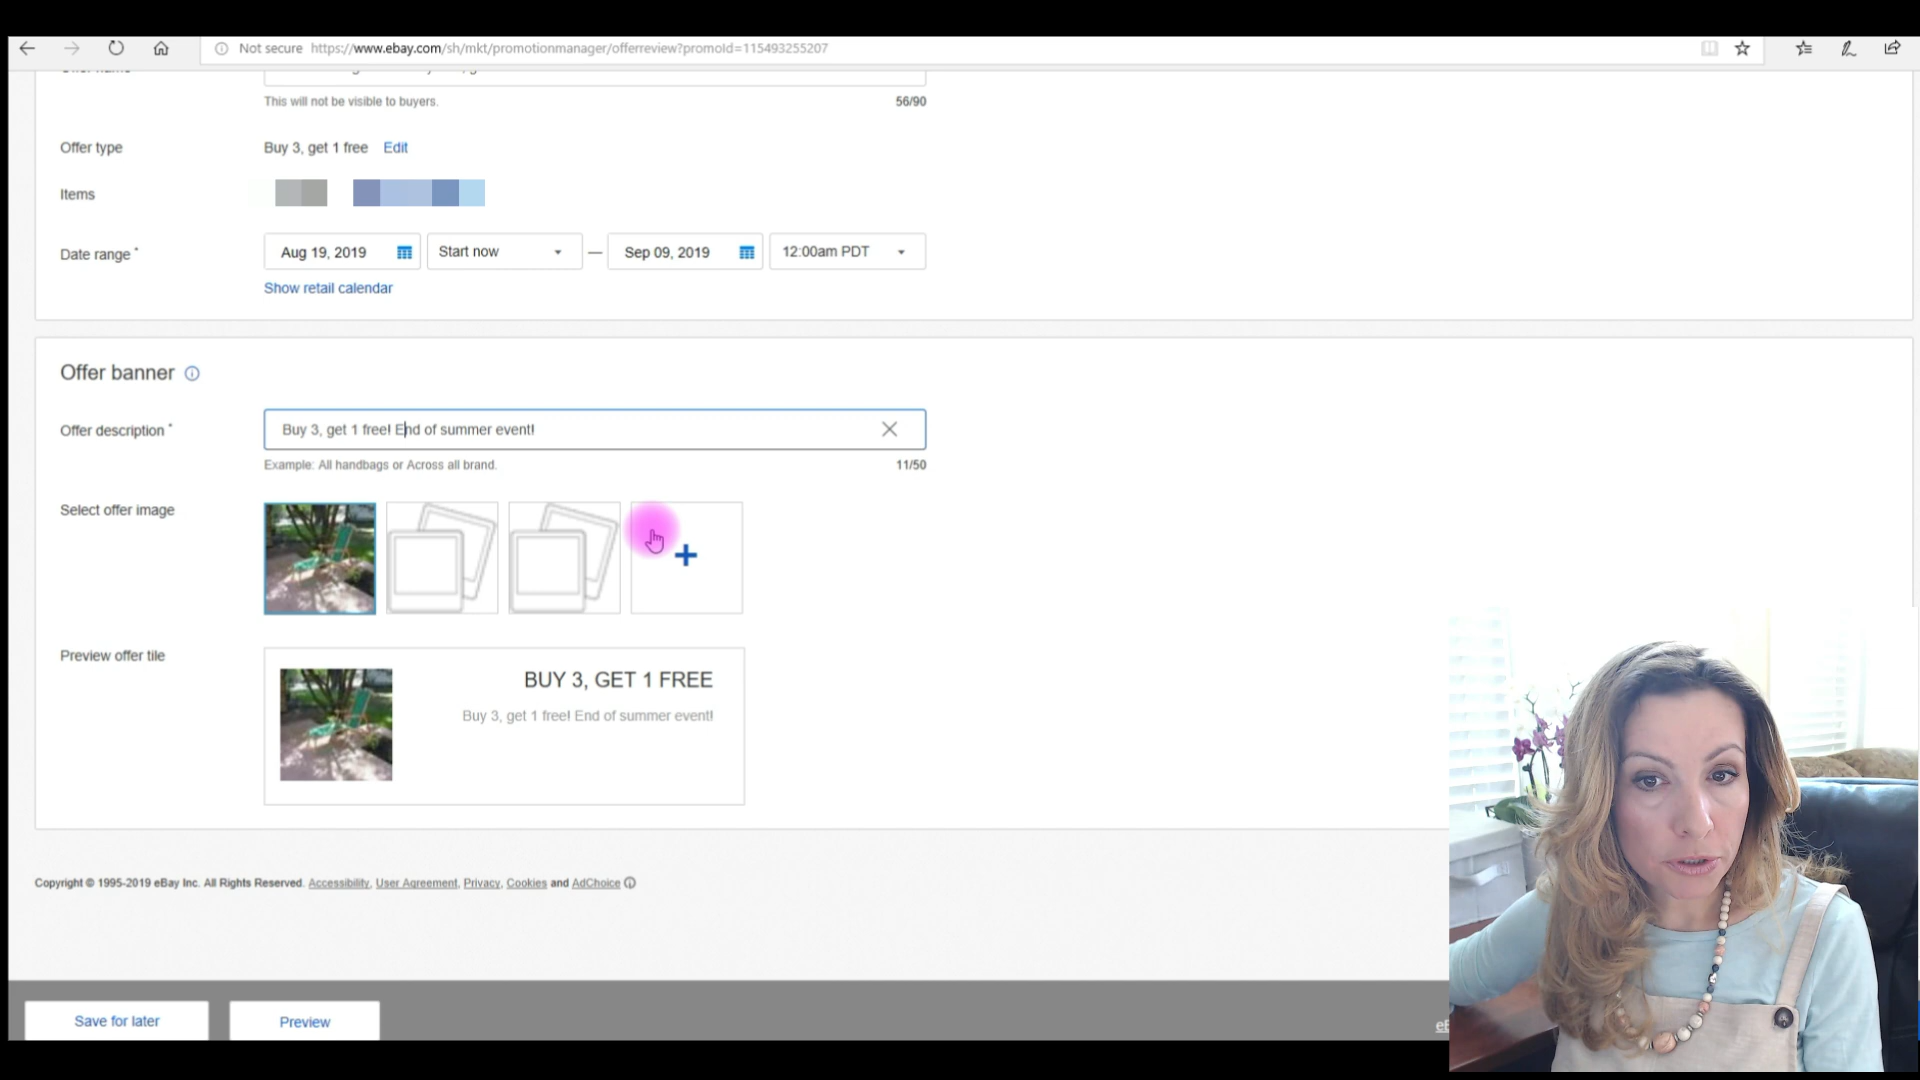 Not secure https://www.ebay.com/sh/mkt/promotionmanager/offerreview?promoId=115493255207
This will not be visible to buyers. 56/90
Offer type Buy 3, get 1 free Edit
Items
Date range * Aug 19, 2019 Start now — Sep 09, 2019 12:00am PDT
Show retail calendar
Offer banner
Offer description * Buy 3, get 1 free! End of summer event!
Example: All handbags or Across all brand. 11/50
Select offer image
+
Preview offer tile
BUY 3, GET 1 FREE
Buy 3, get 1 free! End of summer event!
Copyright © 1995-2019 eBay Inc. All Rights Reserved. Accessibility, User Agreement, Privacy, Cookies and AdChoice
Save for later Preview